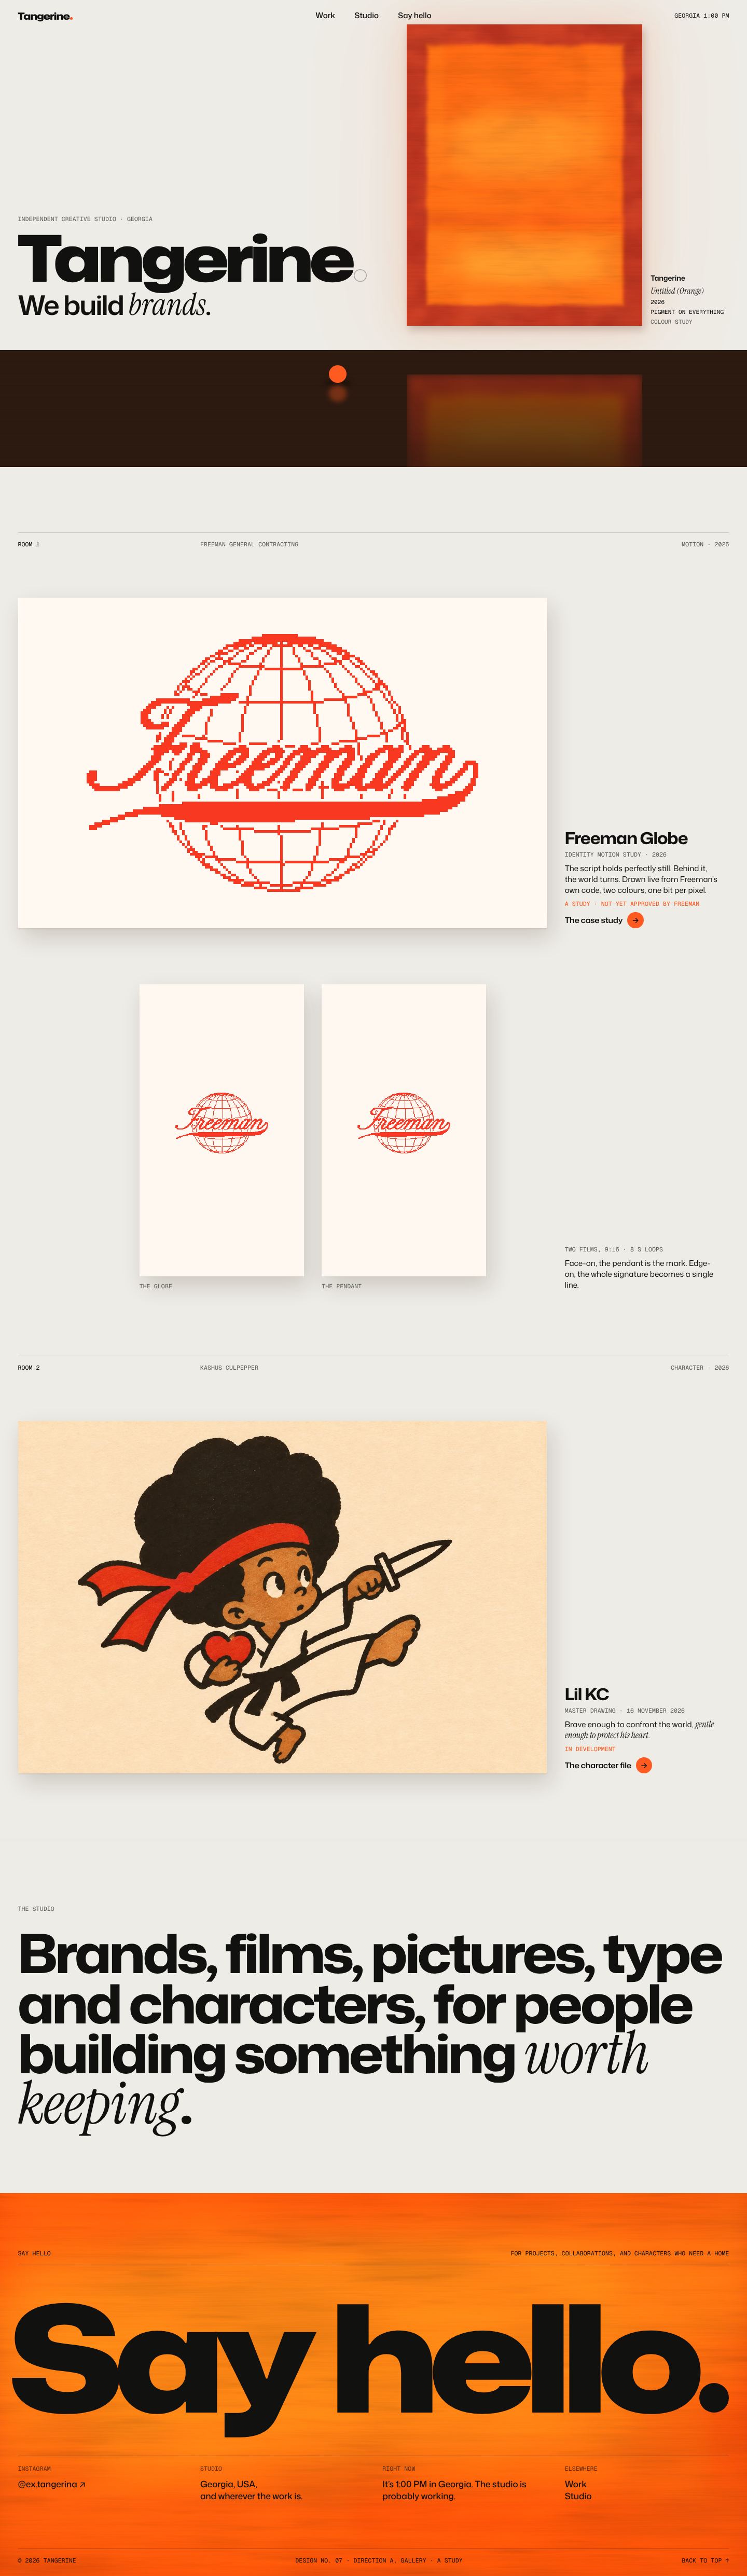 Tangerine.
Work Studio Say hello
GEORGIA 1:00 PM
INDEPENDENT CREATIVE STUDIO · GEORGIA
Tangerine
We build brands.
Tangerine
Untitled (Orange)
2026
PIGMENT ON EVERYTHING
COLOUR STUDY
ROOM 1
FREEMAN GENERAL CONTRACTING
MOTION · 2026
Freeman
Freeman Globe
IDENTITY MOTION STUDY · 2026
The script holds perfectly still. Behind it,
the world turns. Drawn live from Freeman's
own code, two colours, one bit per pixel.
A STUDY · NOT YET APPROVED BY FREEMAN
The case study →
Freeman
Freeman
THE GLOBE
THE PENDANT
TWO FILMS, 9:16 · 8 S LOOPS
Face-on, the pendant is the mark. Edge-
on, the whole signature becomes a single
line.
ROOM 2
KASHUS CULPEPPER
CHARACTER · 2026
Lil KC
MASTER DRAWING · 16 NOVEMBER 2026
Brave enough to confront the world, gentle
enough to protect his heart.
IN DEVELOPMENT
The character file →
THE STUDIO
Brands, films, pictures, type
and characters, for people
building something worth
keeping.
SAY HELLO
FOR PROJECTS, COLLABORATIONS, AND CHARACTERS WHO NEED A HOME
Say hello.
INSTAGRAM
@ex.tangerina ↗
STUDIO
Georgia, USA,
and wherever the work is.
RIGHT NOW
It's 1:00 PM in Georgia. The studio is
probably working.
ELSEWHERE
Work
Studio
© 2026 TANGERINE
DESIGN NO. 07 · DIRECTION A, GALLERY · A STUDY
BACK TO TOP ↑